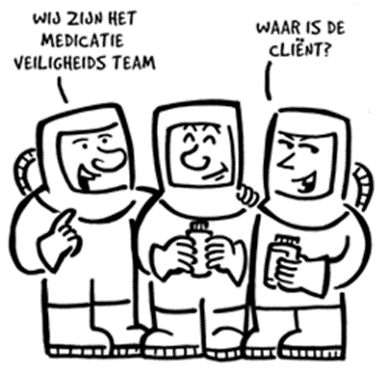 WIJ ZIJN HET
MEDICATIE
VEILIGHEIDS TEAM
WAAR IS DE
CLIËNT?